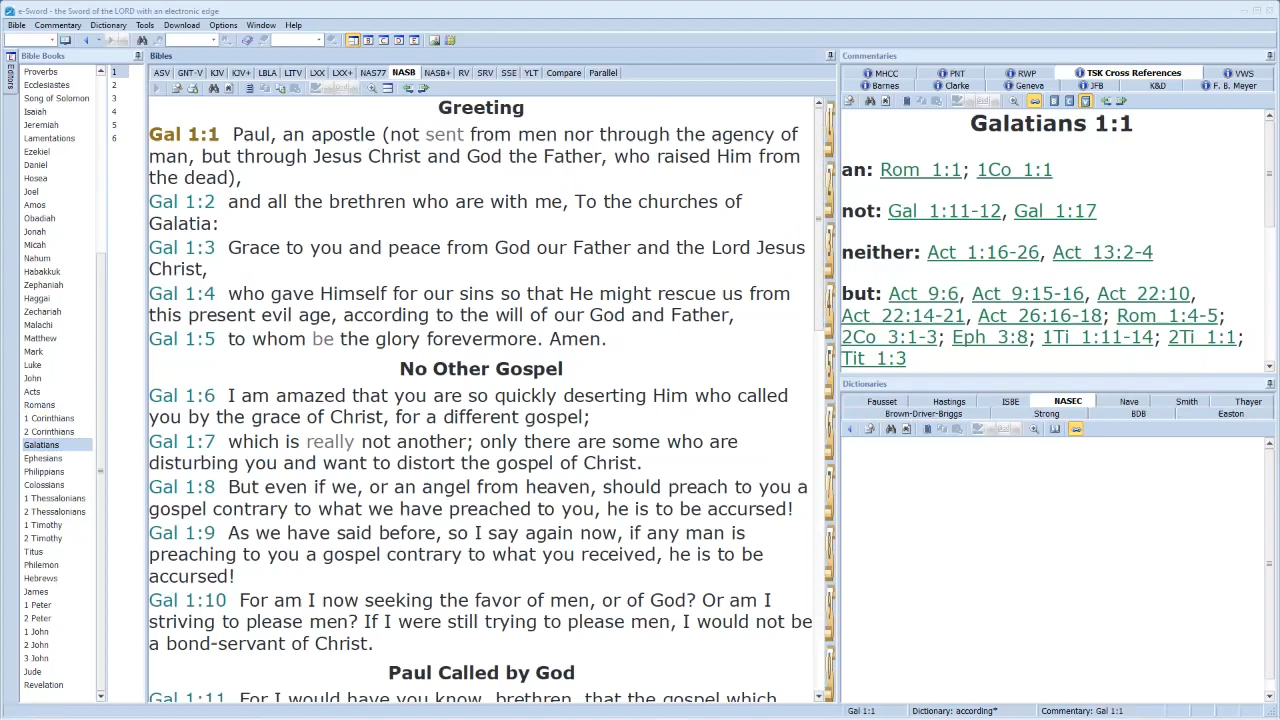 e-Sword - the Sword of the LORD with an electronic edge
Bible Commentary Dictionary Tools Download Options Window Help
Editors
Bible Books
Proverbs
Ecclesiastes
Song of Solomon
Isaiah
Jeremiah
Lamentations
Ezekiel
Daniel
Hosea
Joel
Amos
Obadiah
Jonah
Micah
Nahum
Habakkuk
Zephaniah
Haggai
Zechariah
Malachi
Matthew
Mark
Luke
John
Acts
Romans
1 Corinthians
2 Corinthians
Galatians
Ephesians
Philippians
Colossians
1 Thessalonians
2 Thessalonians
1 Timothy
2 Timothy
Titus
Philemon
Hebrews
James
1 Peter
2 Peter
1 John
2 John
3 John
Jude
Revelation
1
2
3
4
5
6
Bibles
ASV GNT-V KJV KJV+ LBLA LITV LXX LXX+ NAS77 NASB NASB+ RV SRV SSE YLT Compare Parallel
Greeting
Gal 1:1 Paul, an apostle (not sent from men nor through the agency of
man, but through Jesus Christ and God the Father, who raised Him from
the dead),
Gal 1:2 and all the brethren who are with me, To the churches of
Galatia:
Gal 1:3 Grace to you and peace from God our Father and the Lord Jesus
Christ,
Gal 1:4 who gave Himself for our sins so that He might rescue us from
this present evil age, according to the will of our God and Father,
Gal 1:5 to whom be the glory forevermore. Amen.
No Other Gospel
Gal 1:6 I am amazed that you are so quickly deserting Him who called
you by the grace of Christ, for a different gospel;
Gal 1:7 which is really not another; only there are some who are
disturbing you and want to distort the gospel of Christ.
Gal 1:8 But even if we, or an angel from heaven, should preach to you a
gospel contrary to what we have preached to you, he is to be accursed!
Gal 1:9 As we have said before, so I say again now, if any man is
preaching to you a gospel contrary to what you received, he is to be
accursed!
Gal 1:10 For am I now seeking the favor of men, or of God? Or am I
striving to please men? If I were still trying to please men, I would not be
a bond-servant of Christ.
Paul Called by God
Gal 1:11 For I would have you know, brethren, that the gospel which
Commentaries
MHCC PNT RWP TSK Cross References VWS
Barnes Clarke Geneva JFB K&D F. B. Meyer
Galatians 1:1
an: Rom 1:1; 1Co 1:1
not: Gal 1:11-12, Gal 1:17
neither: Act 1:16-26, Act 13:2-4
but: Act 9:6, Act 9:15-16, Act 22:10,
Act 22:14-21, Act 26:16-18; Rom 1:4-5;
2Co 3:1-3; Eph 3:8; 1Ti 1:11-14; 2Ti 1:1;
Tit 1:3
Dictionaries
Fausset Hastings ISBE NASEC Nave Smith Thayer
Brown-Driver-Briggs Strong BDB Easton
Gal 1:1 Dictionary: according* Commentary: Gal 1:1